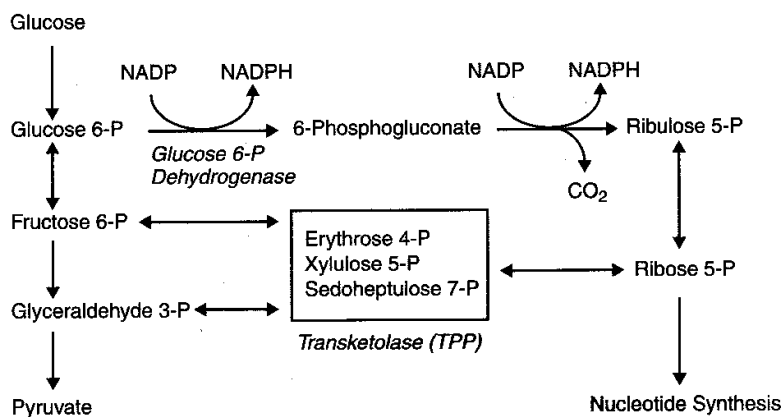 Glucose
NADP NADPH NADP NADPH
Glucose 6-P 6-Phosphogluconate Ribulose 5-P
Glucose 6-P
Dehydrogenase
CO2
Fructose 6-P
Erythrose 4-P
Xylulose 5-P
Sedoheptulose 7-P
Ribose 5-P
Glyceraldehyde 3-P
Transketolase (TPP)
Pyruvate Nucleotide Synthesis